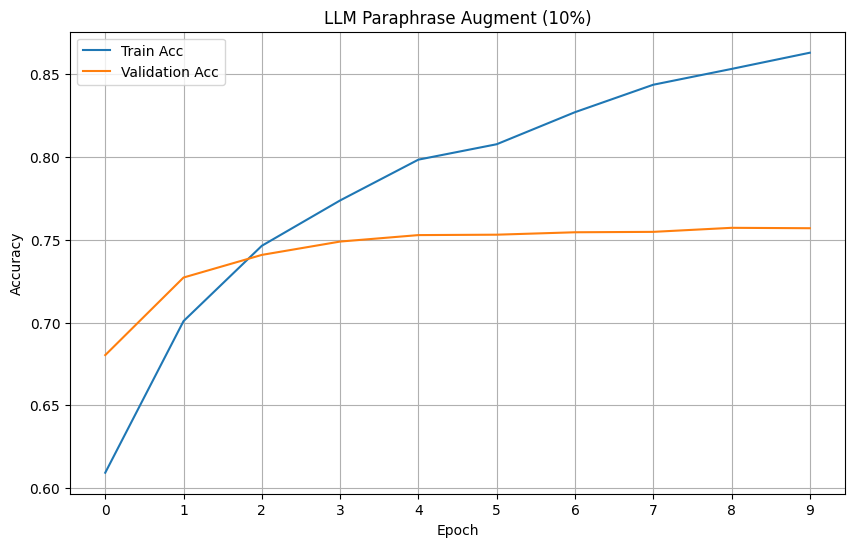 LLM Paraphrase Augment (10%)
Train Acc
Validation Acc
Accuracy
0.85
0.80
0.75
0.70
0.65
0.60
0 1 2 3 4 5 6 7 8 9
Epoch